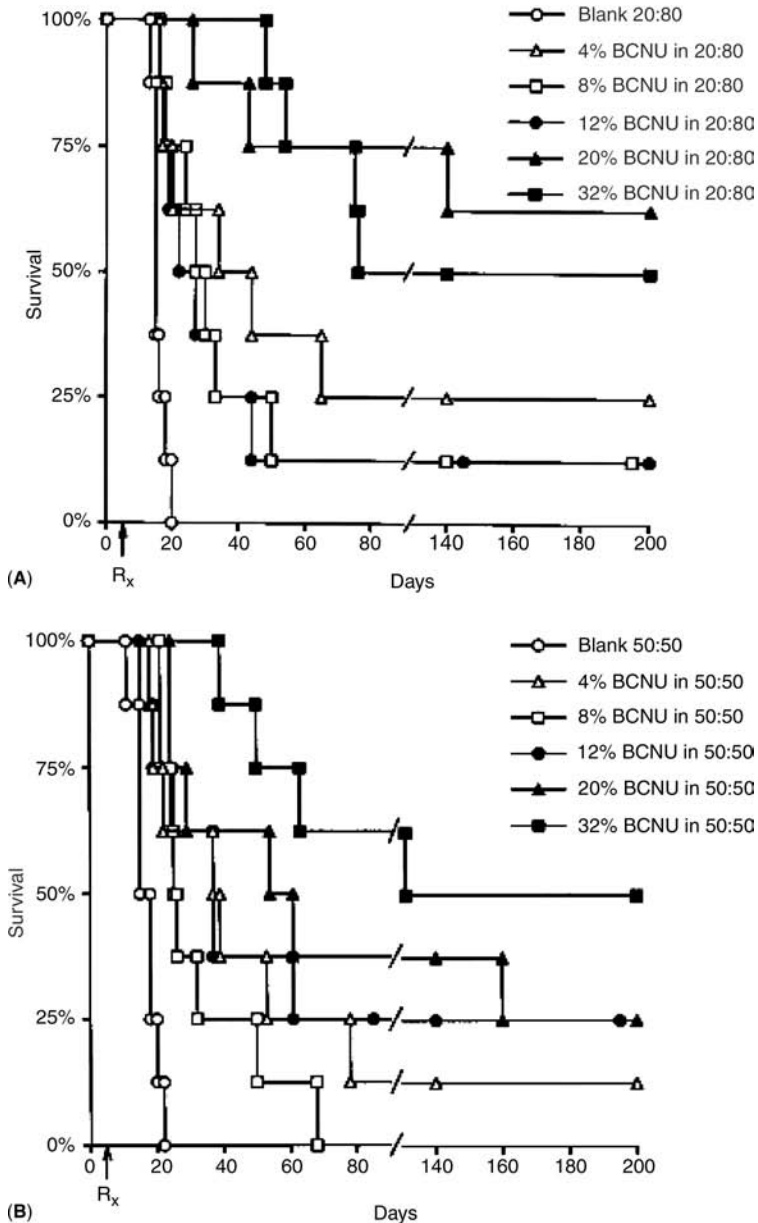 100%
75%
50%
25%
0%
Survival
0 20 40 60 80 140 160 180 200
Rx
Days
(A)
Blank 20:80
4% BCNU in 20:80
8% BCNU in 20:80
12% BCNU in 20:80
20% BCNU in 20:80
32% BCNU in 20:80
100%
75%
50%
25%
0%
Survival
0 20 40 60 80 140 160 180 200
Rx
Days
(B)
Blank 50:50
4% BCNU in 50:50
8% BCNU in 50:50
12% BCNU in 50:50
20% BCNU in 50:50
32% BCNU in 50:50